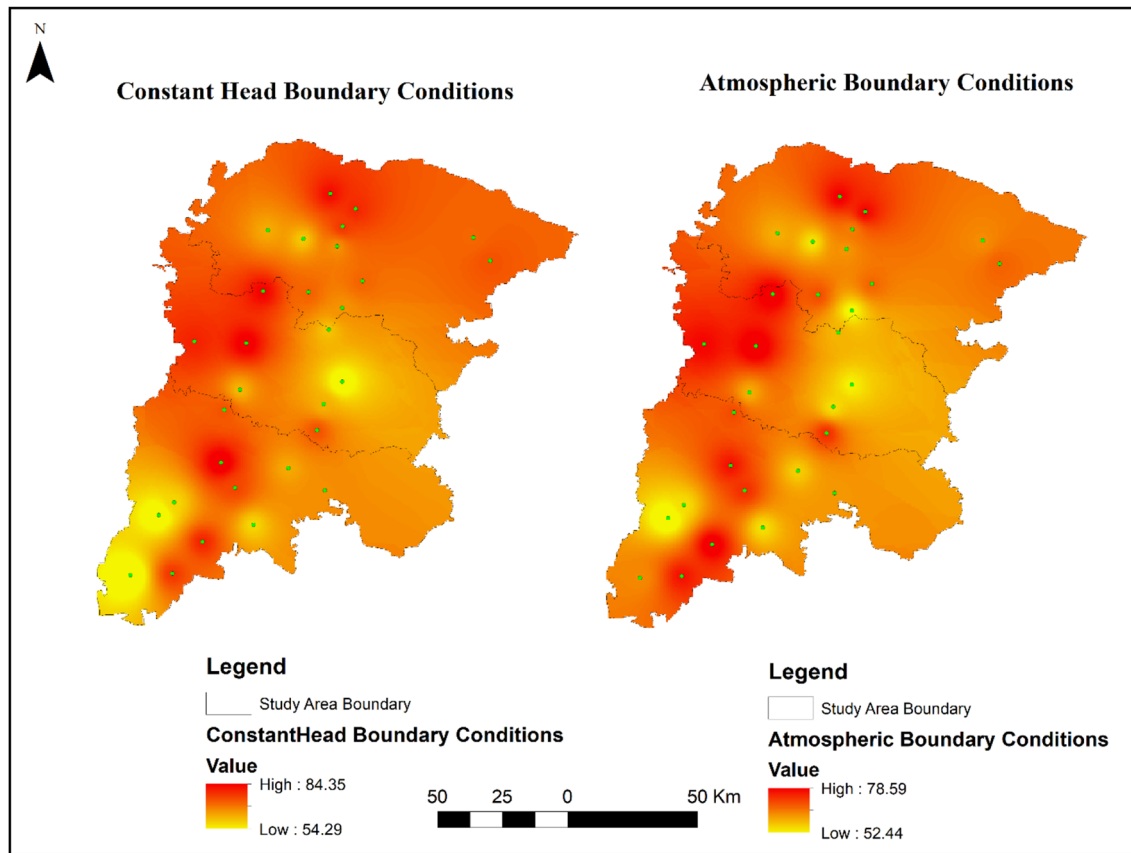 N
Constant Head Boundary Conditions
Atmospheric Boundary Conditions
Legend
Study Area Boundary
ConstantHead Boundary Conditions
Value
High : 84.35
Low : 54.29
50 25 0 50 Km
Legend
Study Area Boundary
Atmospheric Boundary Conditions
Value
High : 78.59
Low : 52.44